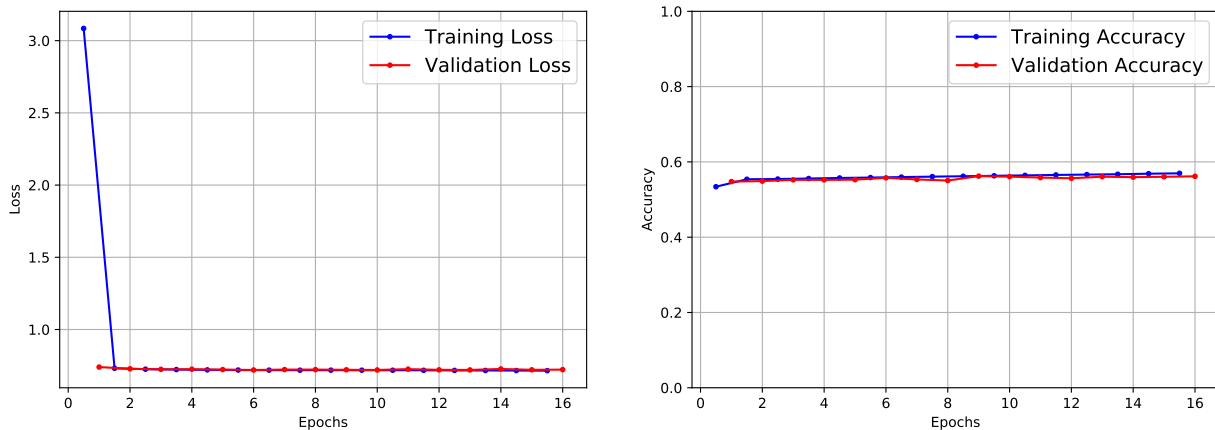 3.0
2.5
2.0
1.5
1.0
Loss
Training Loss
Validation Loss
0 2 4 6 8 10 12 14 16
Epochs
1.0
0.8
0.6
0.4
0.2
0.0
Accuracy
Training Accuracy
Validation Accuracy
0 2 4 6 8 10 12 14 16
Epochs